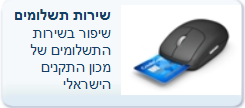 שירות תשלומים
שיפור בשירות
התשלומים של
מכון התקנים
הישראלי